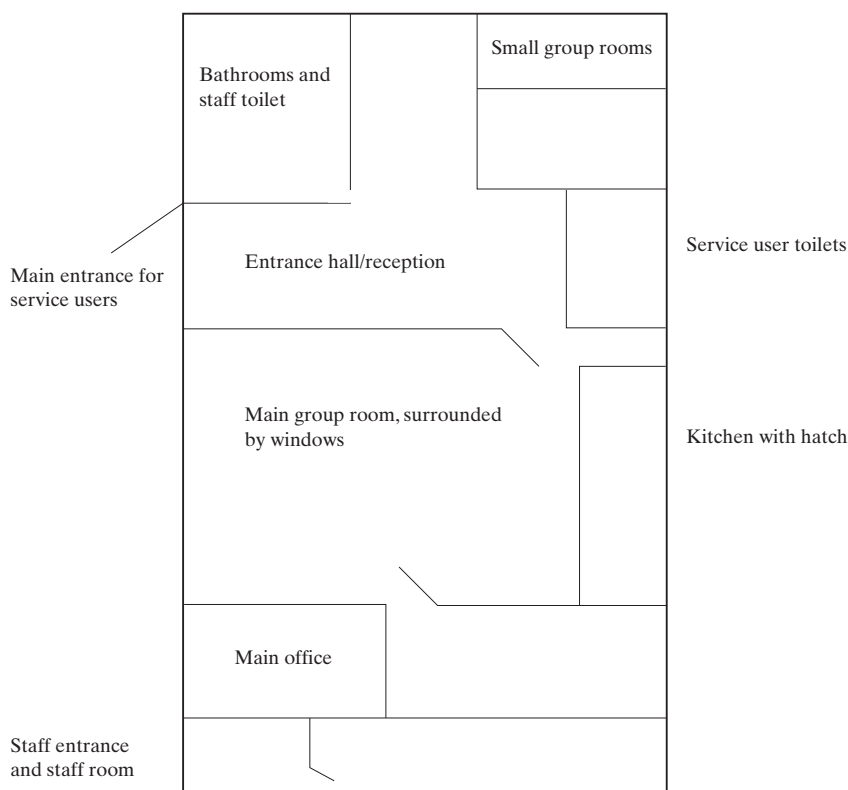 Small group rooms
Bathrooms and
staff toilet
Service user toilets
Entrance hall/reception
Main entrance for
service users
Main group room, surrounded
by windows
Kitchen with hatch
Main office
Staff entrance
and staff room